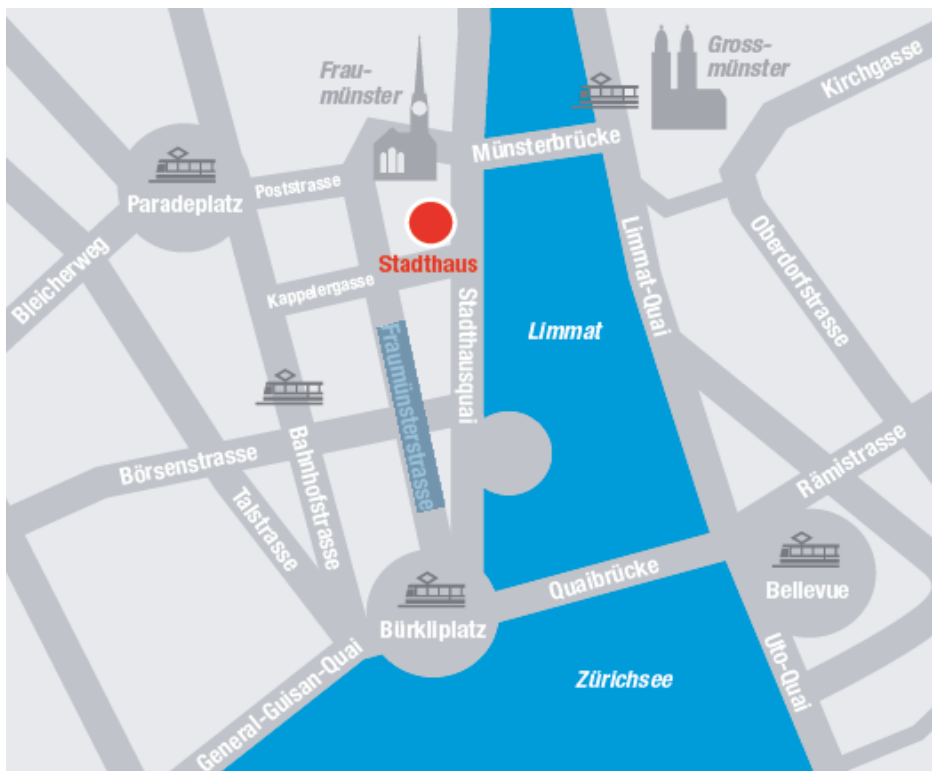 Frau-
münster
Gross-
münster
Kirchgasse
Münsterbrücke
Poststrasse
Paradeplatz
Bleicherweg
Stadthaus
Kappelergasse
Limmat-Quai
Oberdorfstrasse
Stadthausquai
Limmat
Fraumünsterstrasse
Bahnhofstrasse
Börsenstrasse
Talstrasse
Rämistrasse
Quaibrücke
Bellevue
Bürkliplatz
Uto-Quai
General-Guisan-Quai
Zürichsee